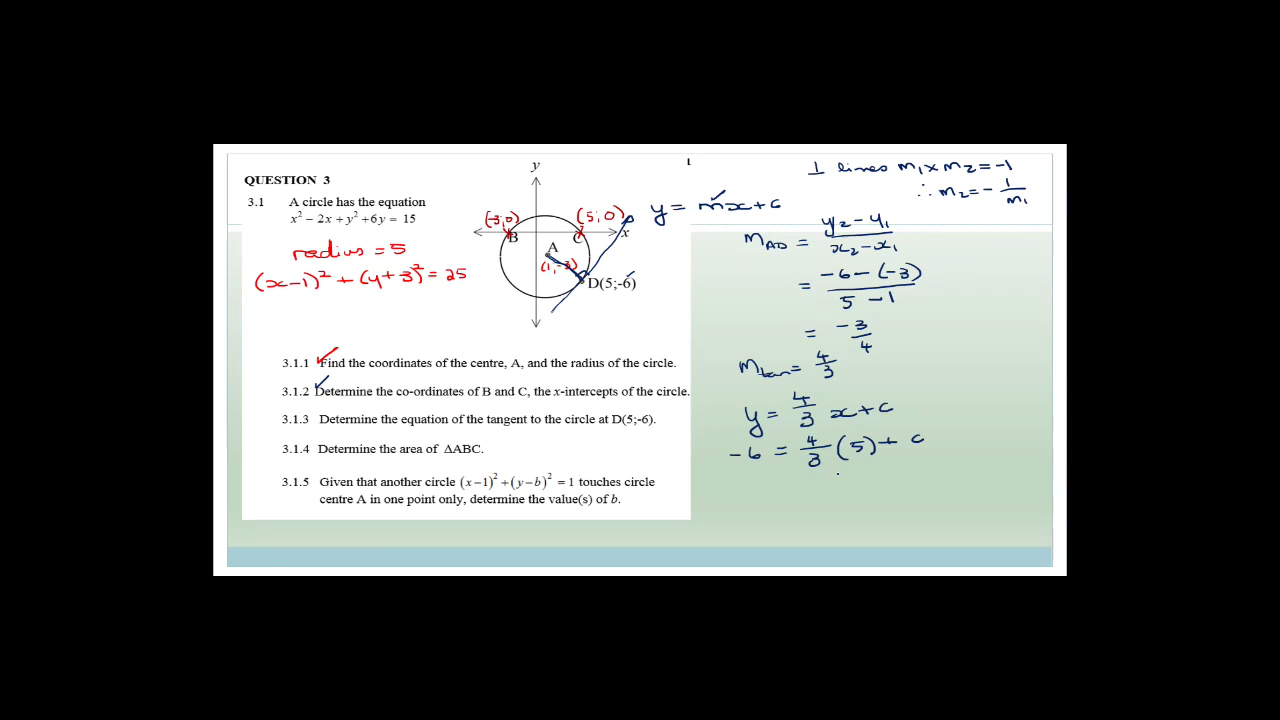 QUESTION 3
3.1 A circle has the equation
x² − 2x + y² + 6y = 15
radius = 5
(x−1)² + (y+3)² = 25
y
(-3;0)
(5;0)
B
C
x
A
(1;-3)
D(5;-6)
y = mx + c
3.1.1 Find the coordinates of the centre, A, and the radius of the circle.
3.1.2 Determine the co-ordinates of B and C, the x-intercepts of the circle.
3.1.3 Determine the equation of the tangent to the circle at D(5;-6).
3.1.4 Determine the area of ΔABC.
3.1.5 Given that another circle (x−1)² + (y−b)² = 1 touches circle
centre A in one point only, determine the value(s) of b.
⊥ lines m₁ × m₂ = −1
∴ m₂ = − 1/m₁
m_AD = (y₂ − y₁)/(x₂ − x₁)
= (−6 − (−3))/(5 − 1)
= −3/4
m_tan = 4/3
y = 4/3 x + c
−6 = 4/3 (5) + c